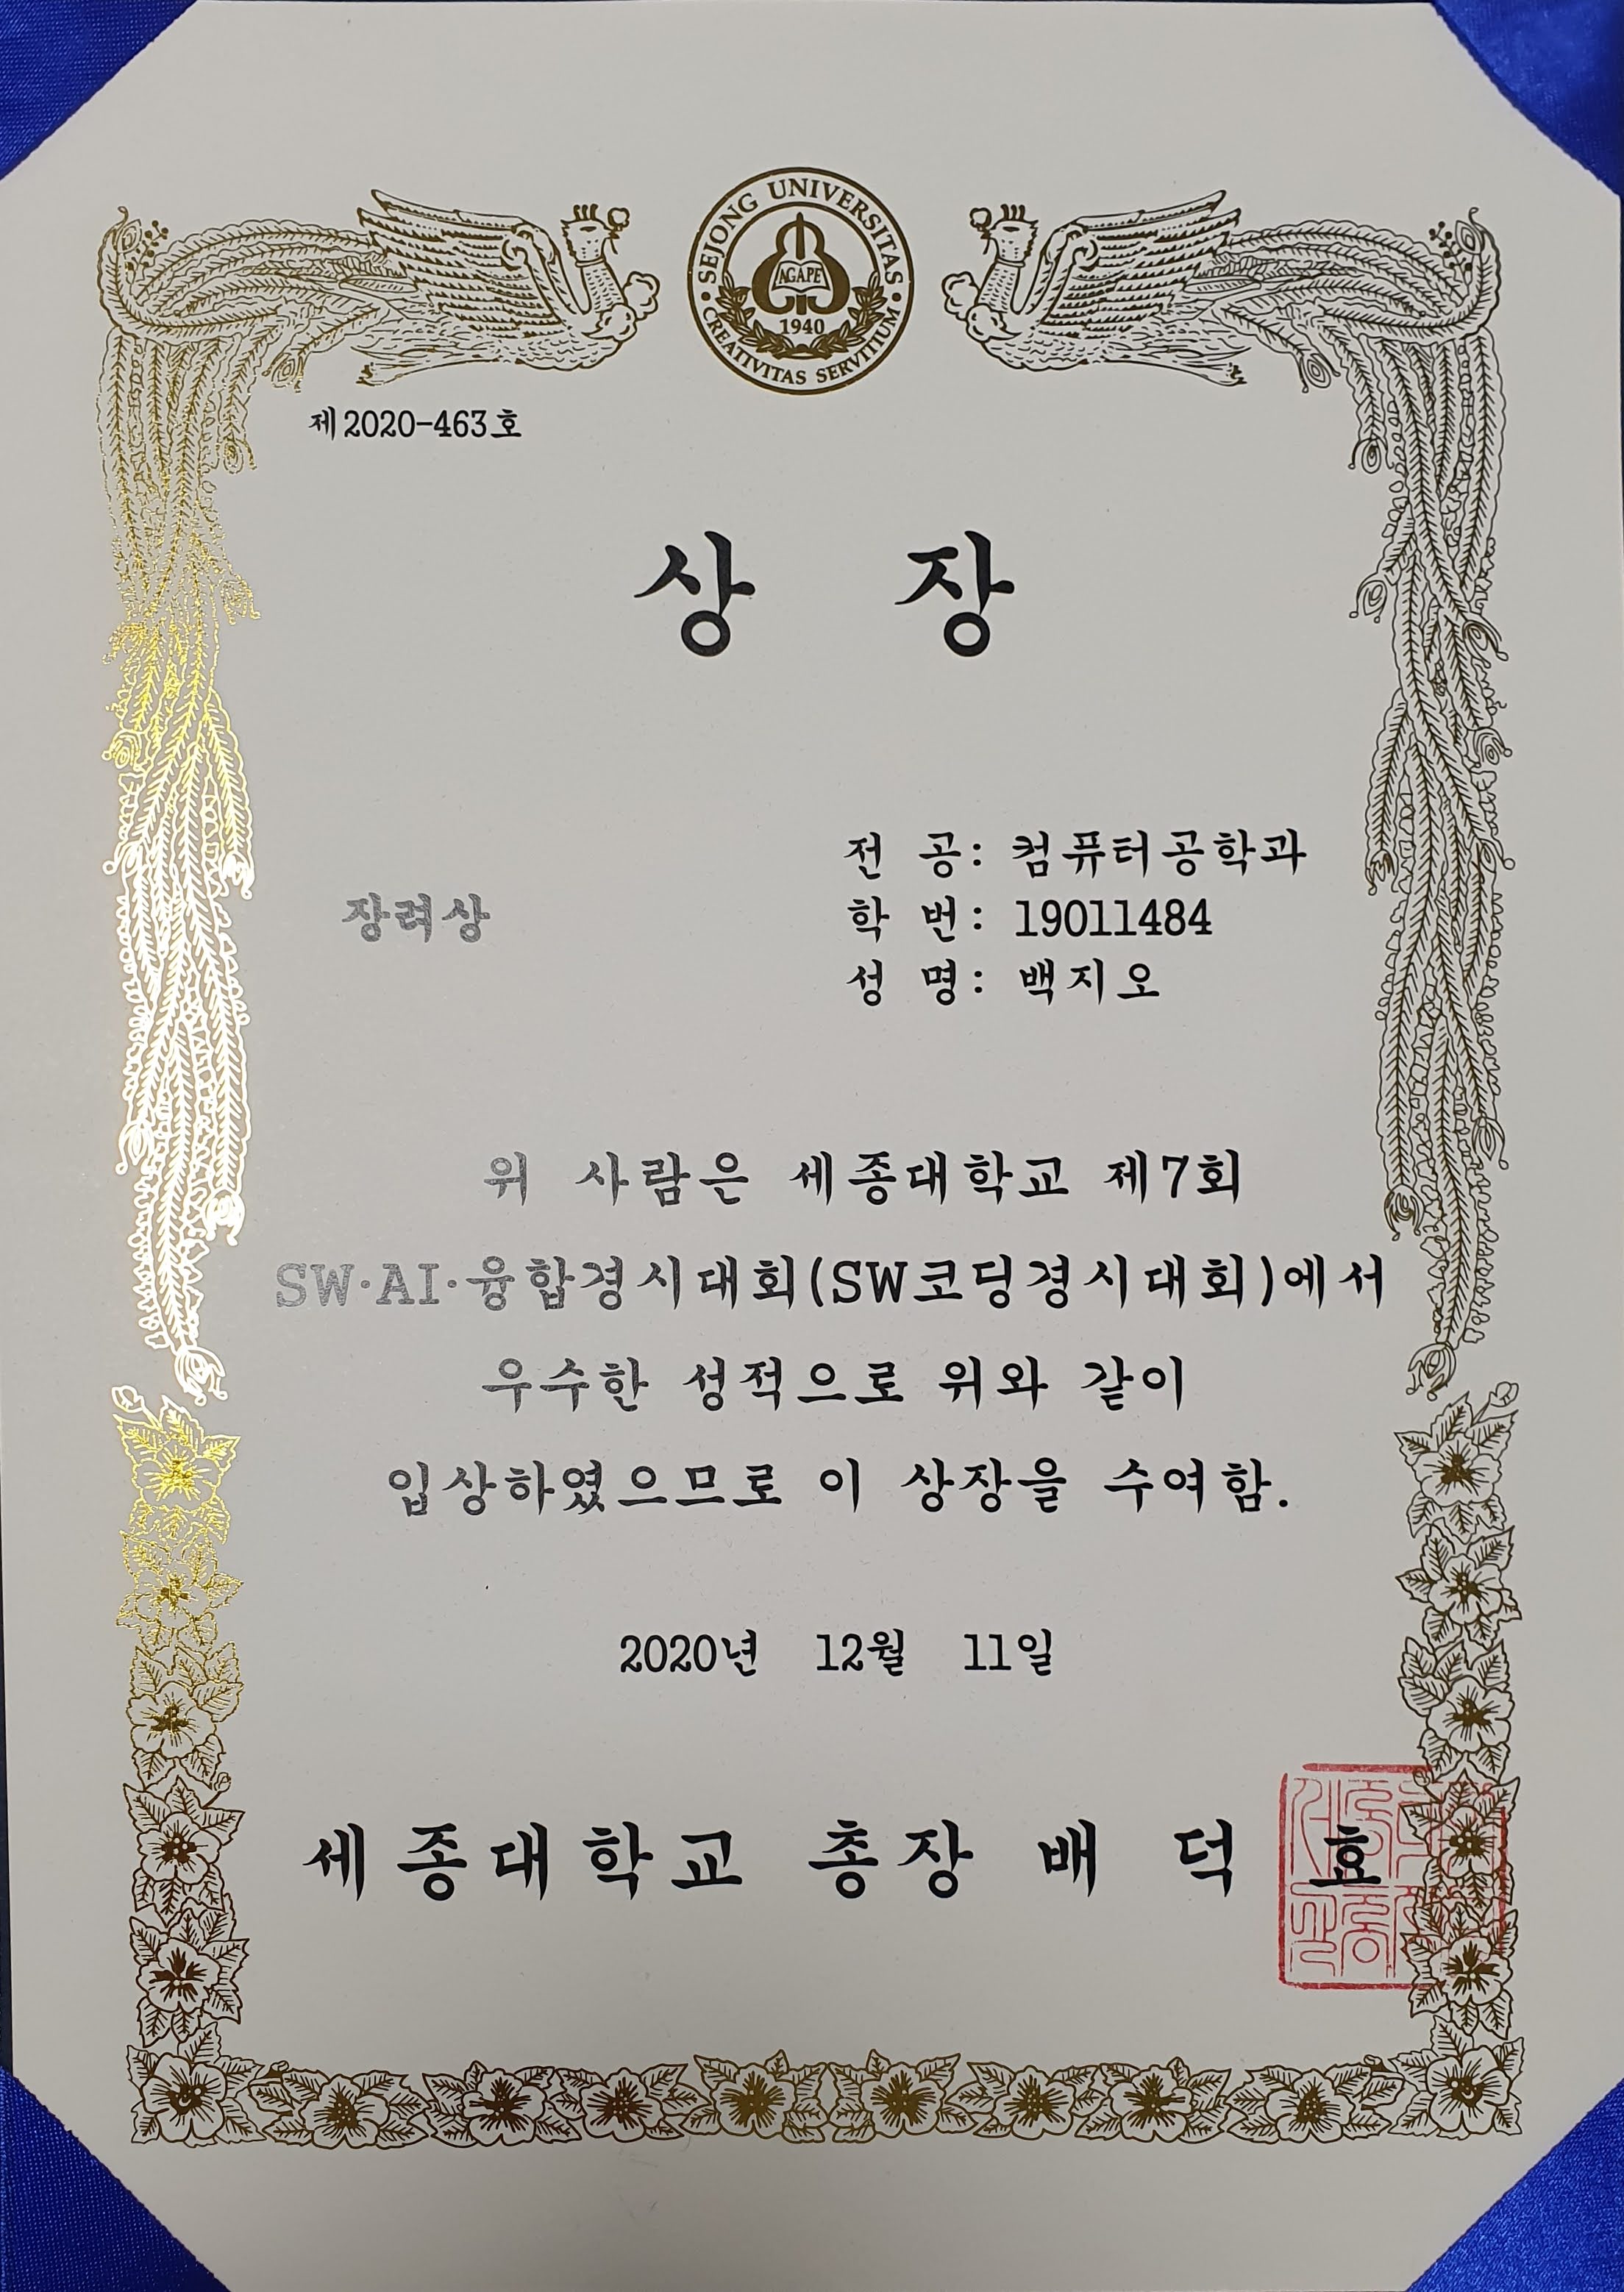 SEJONG UNIVERSITAS
AGAPE
1940
CREATIVITAS SERVITIUM
제2020-463호
상 장
장려상
전 공: 컴퓨터공학과
학 번: 19011484
성 명: 백지오
위 사람은 세종대학교 제7회
SW·AI·융합경시대회(SW코딩경시대회)에서
우수한 성적으로 위와 같이
입상하였으므로 이 상장을 수여함.
2020년 12월 11일
세종대학교 총장 배 덕 효